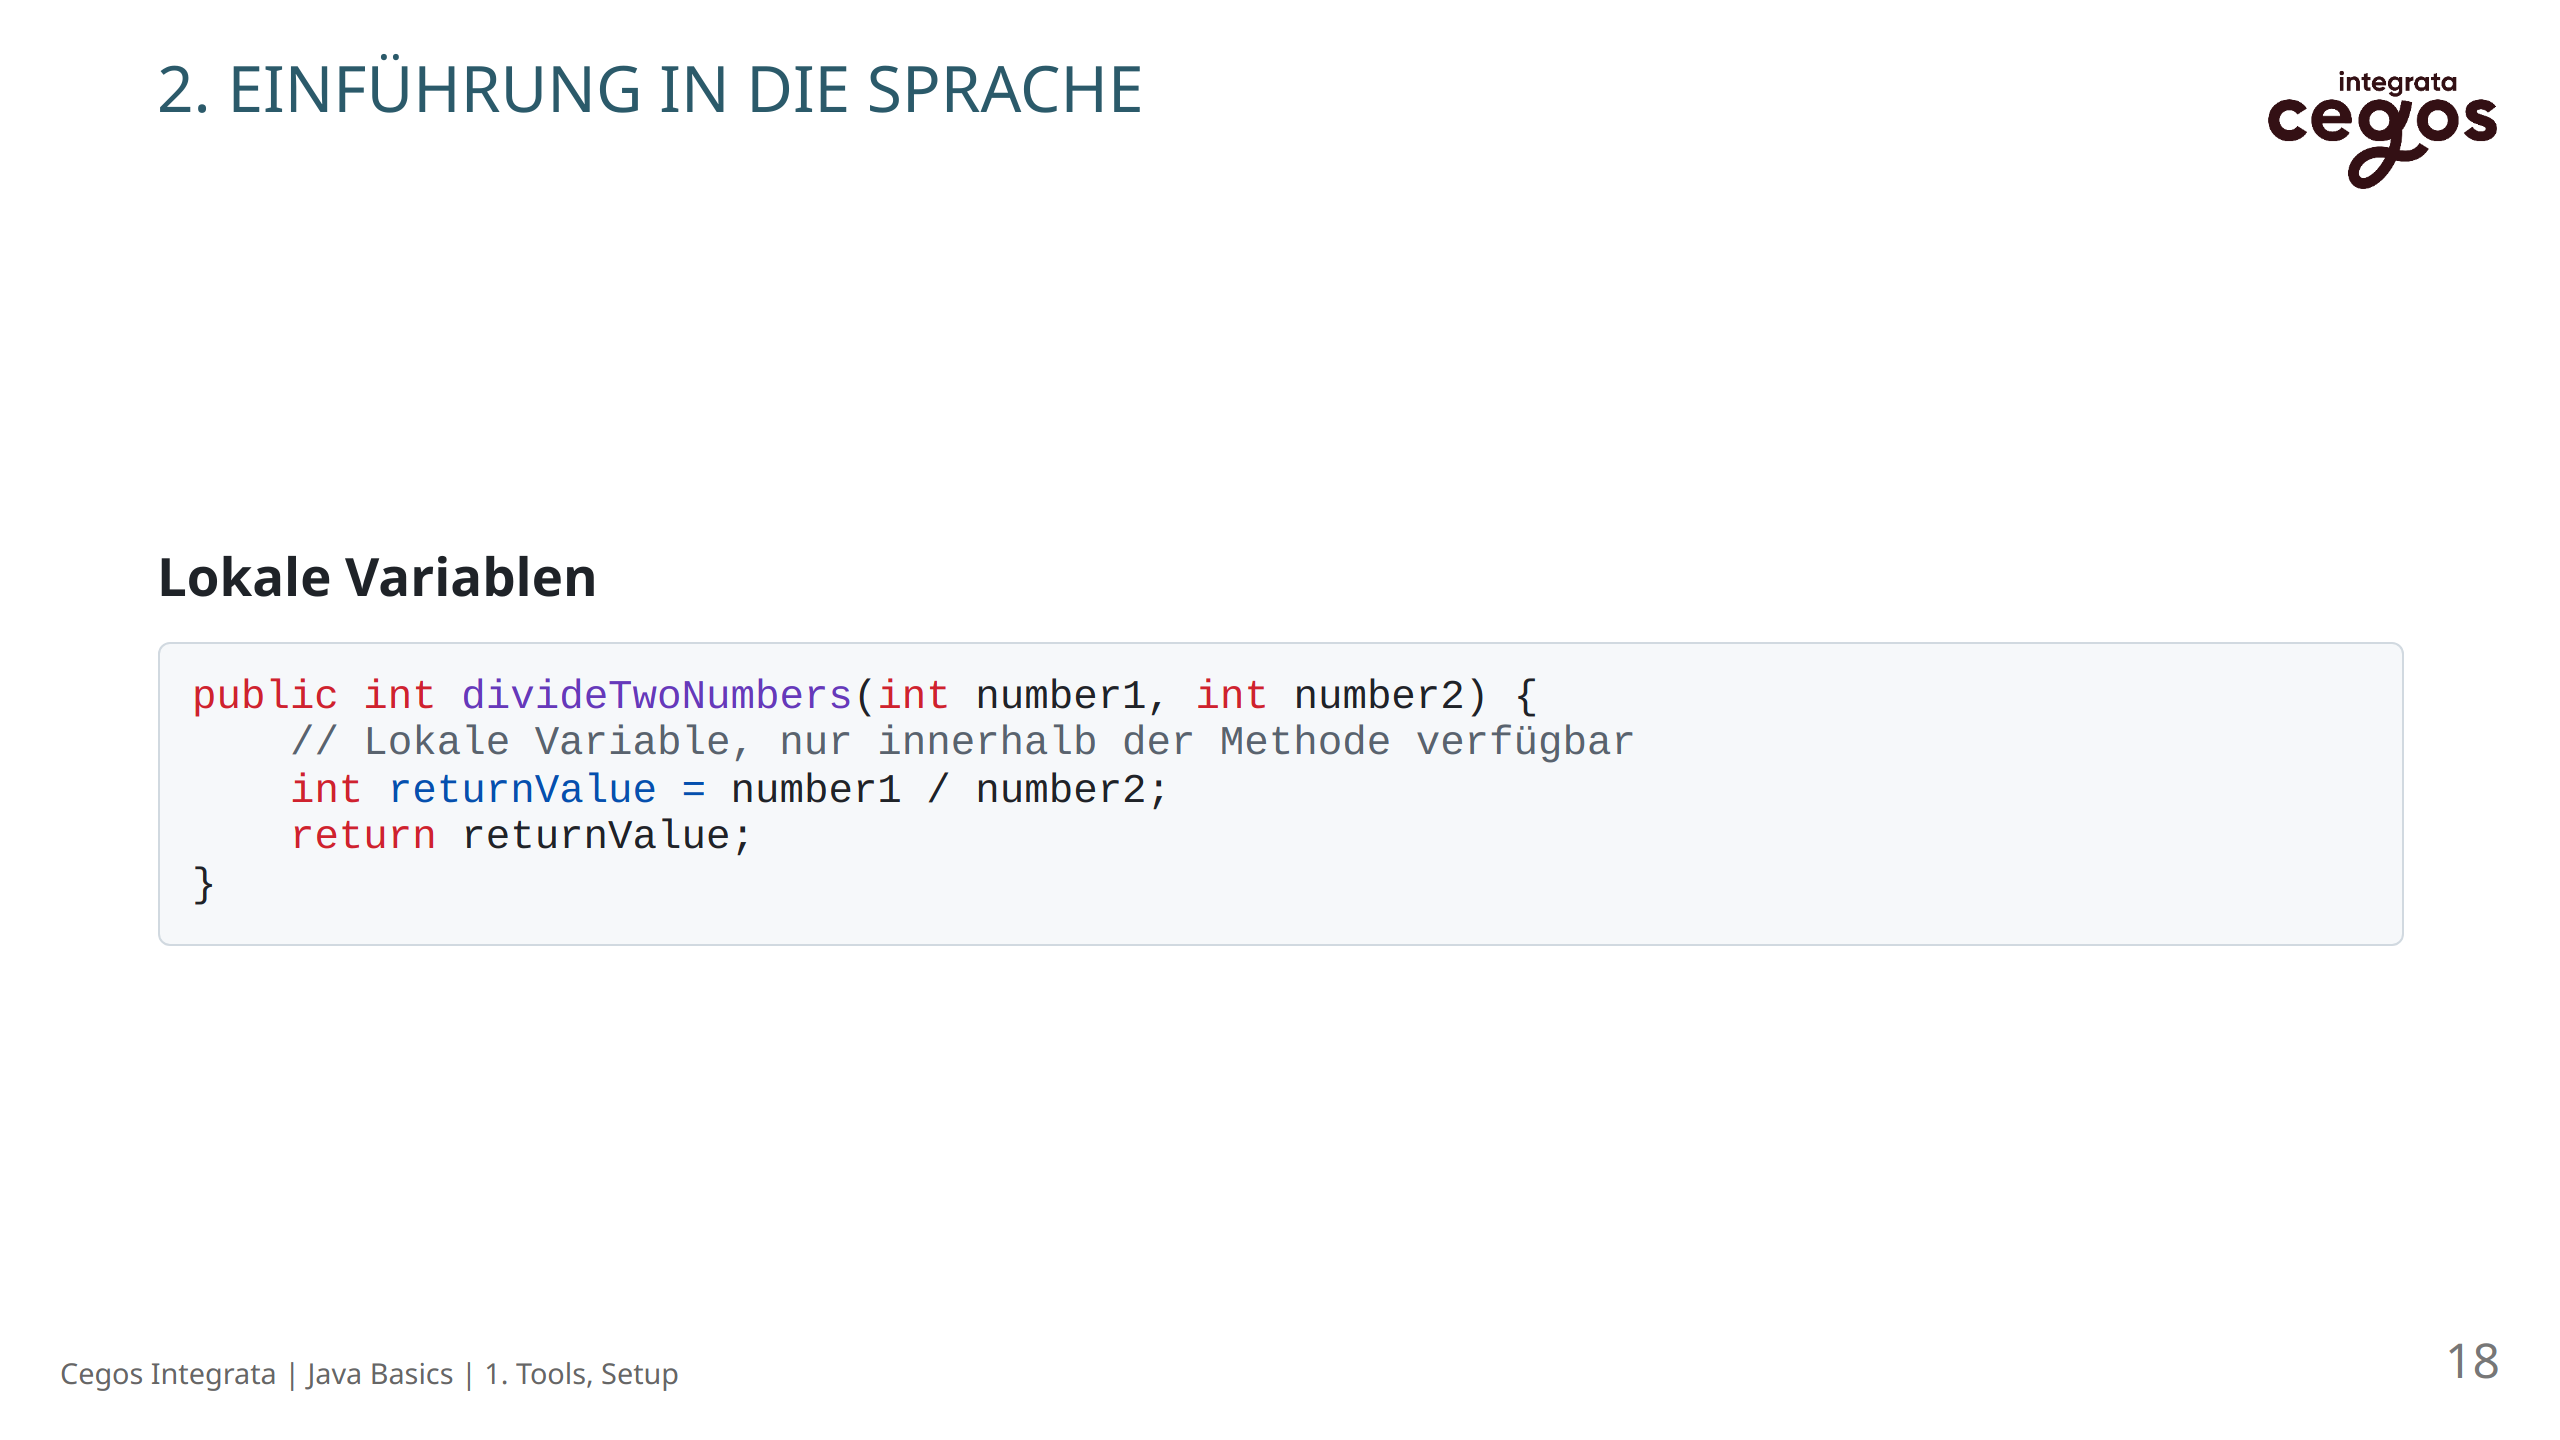 2. EINFÜHRUNG IN DIE SPRACHE
integrata
cegos
Lokale Variablen
public int divideTwoNumbers(int number1, int number2) {
    // Lokale Variable, nur innerhalb der Methode verfügbar
    int returnValue = number1 / number2;
    return returnValue;
}
Cegos Integrata | Java Basics | 1. Tools, Setup
18